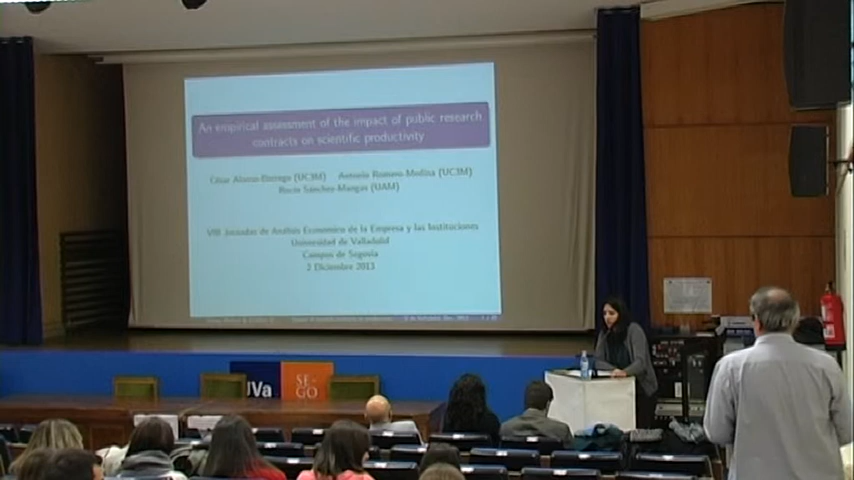 An empirical assessment of the impact of public research
contracts on scientific productivity
César Alonso-Borrego (UC3M) Antonio Romero-Medina (UC3M)
Rocío Sánchez-Mangas (UAM)
VIII Jornadas de Análisis Económico de la Empresa y las Instituciones
Universidad de Valladolid
Campus de Segovia
2 Diciembre 2013
UVa
SE-
GO